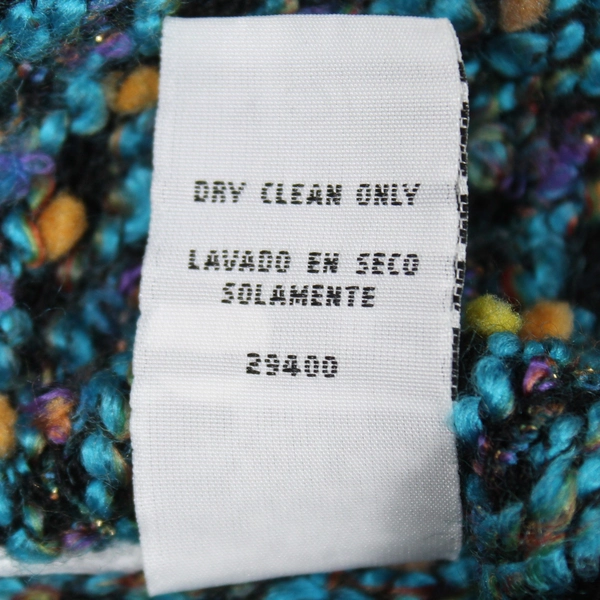 DRY CLEAN ONLY
LAVADO EN SECO
SOLAMENTE
29400